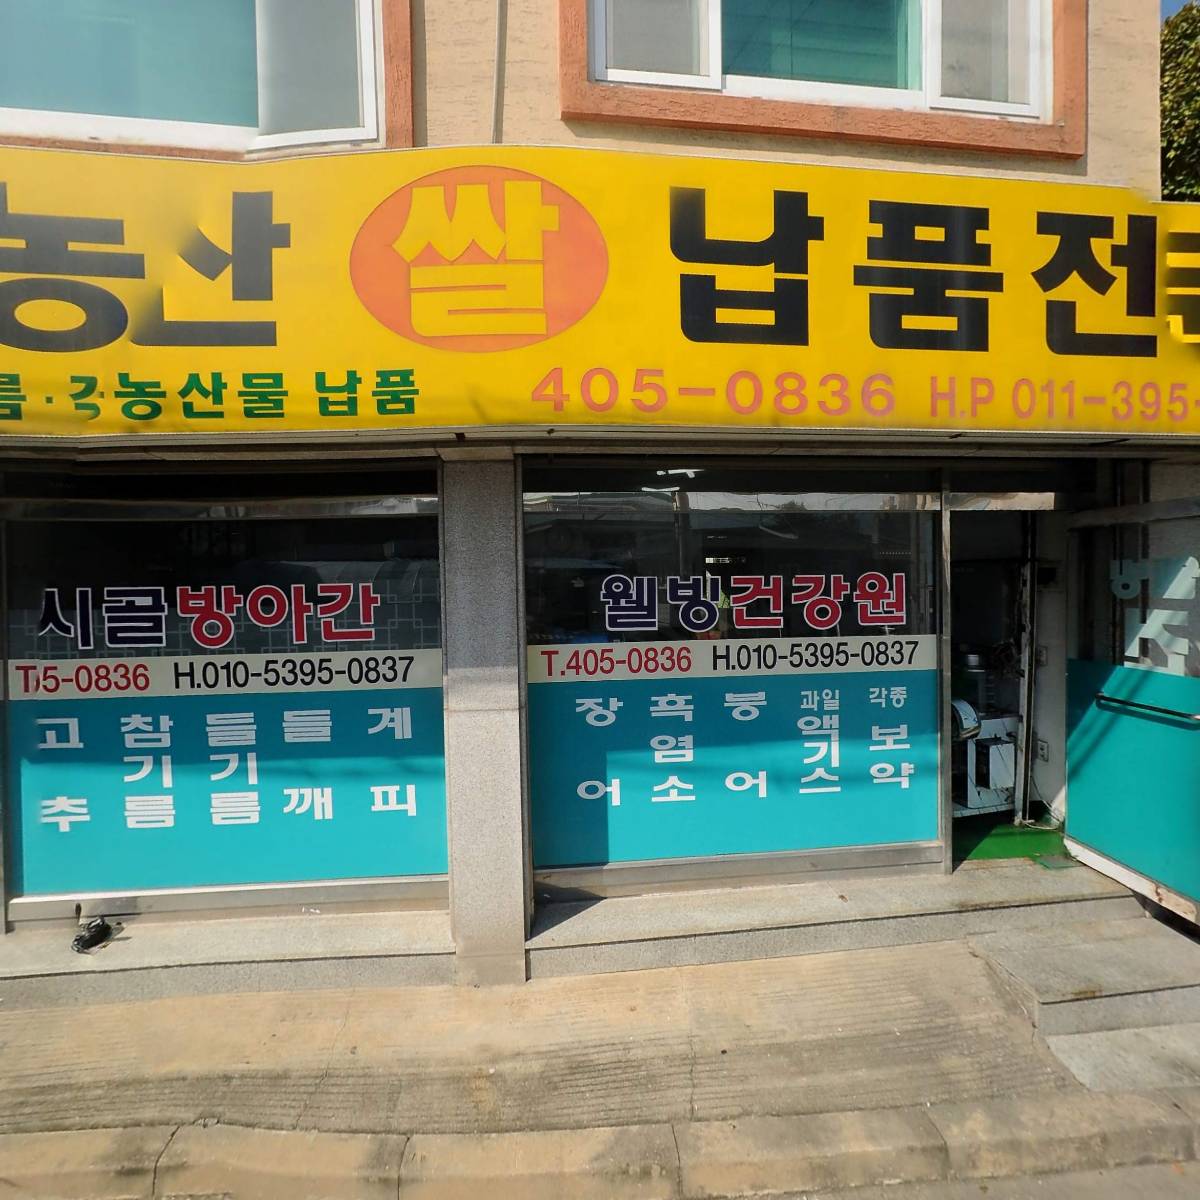 농산 쌀 납품전
름·각농산물 납품 405-0836 H.P 011-395-
시골방아간
T 5-0836 H.010-5395-0837
고추 참기름 들기름 들깨 계피
웰빙건강원
T.405-0836 H.010-5395-0837
장어 흑염소 붕어 과일액기스 각종보약